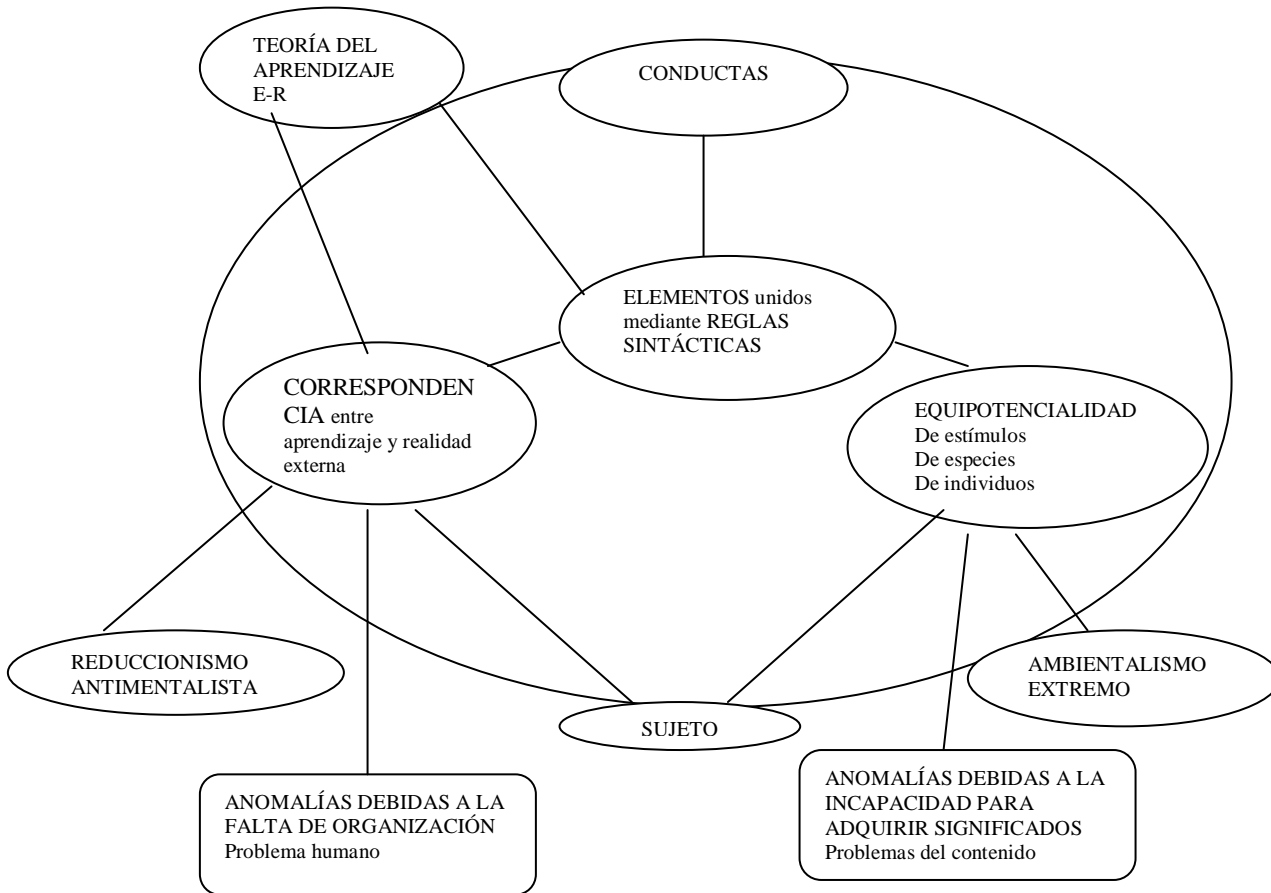 TEORÍA DEL
APRENDIZAJE
E-R
CONDUCTAS
ELEMENTOS unidos
mediante REGLAS
SINTÁCTICAS
CORRESPONDEN
CIA entre
aprendizaje y realidad
externa
EQUIPOTENCIALIDAD
De estímulos
De especies
De individuos
REDUCCIONISMO
ANTIMENTALISTA
AMBIENTALISMO
EXTREMO
SUJETO
ANOMALÍAS DEBIDAS A LA
FALTA DE ORGANIZACIÓN
Problema humano
ANOMALÍAS DEBIDAS A LA
INCAPACIDAD PARA
ADQUIRIR SIGNIFICADOS
Problemas del contenido